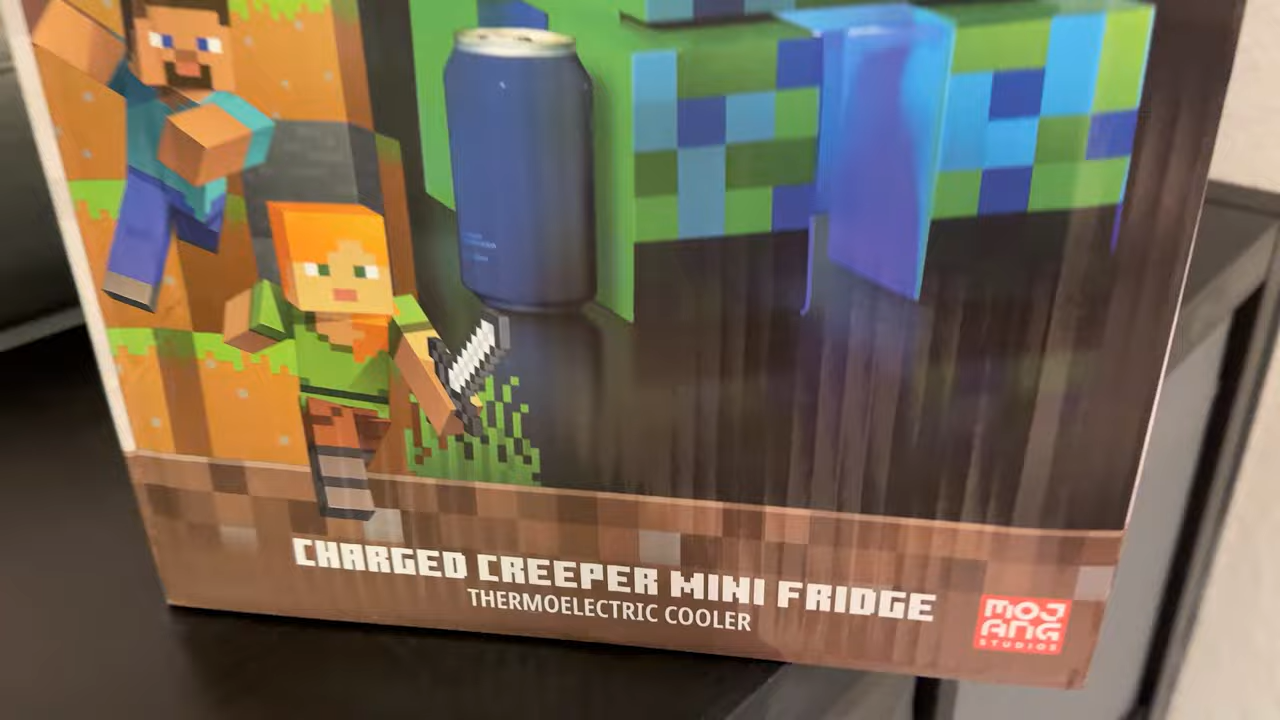 CHARGED CREEPER MINI FRIDGE
THERMOELECTRIC COOLER
MOJ
ANG
STUDIOS